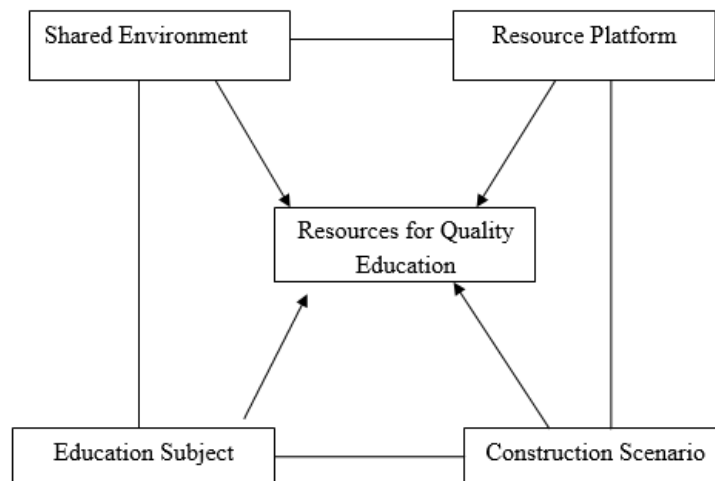 Shared Environment
Resource Platform
Resources for Quality
Education
Education Subject
Construction Scenario